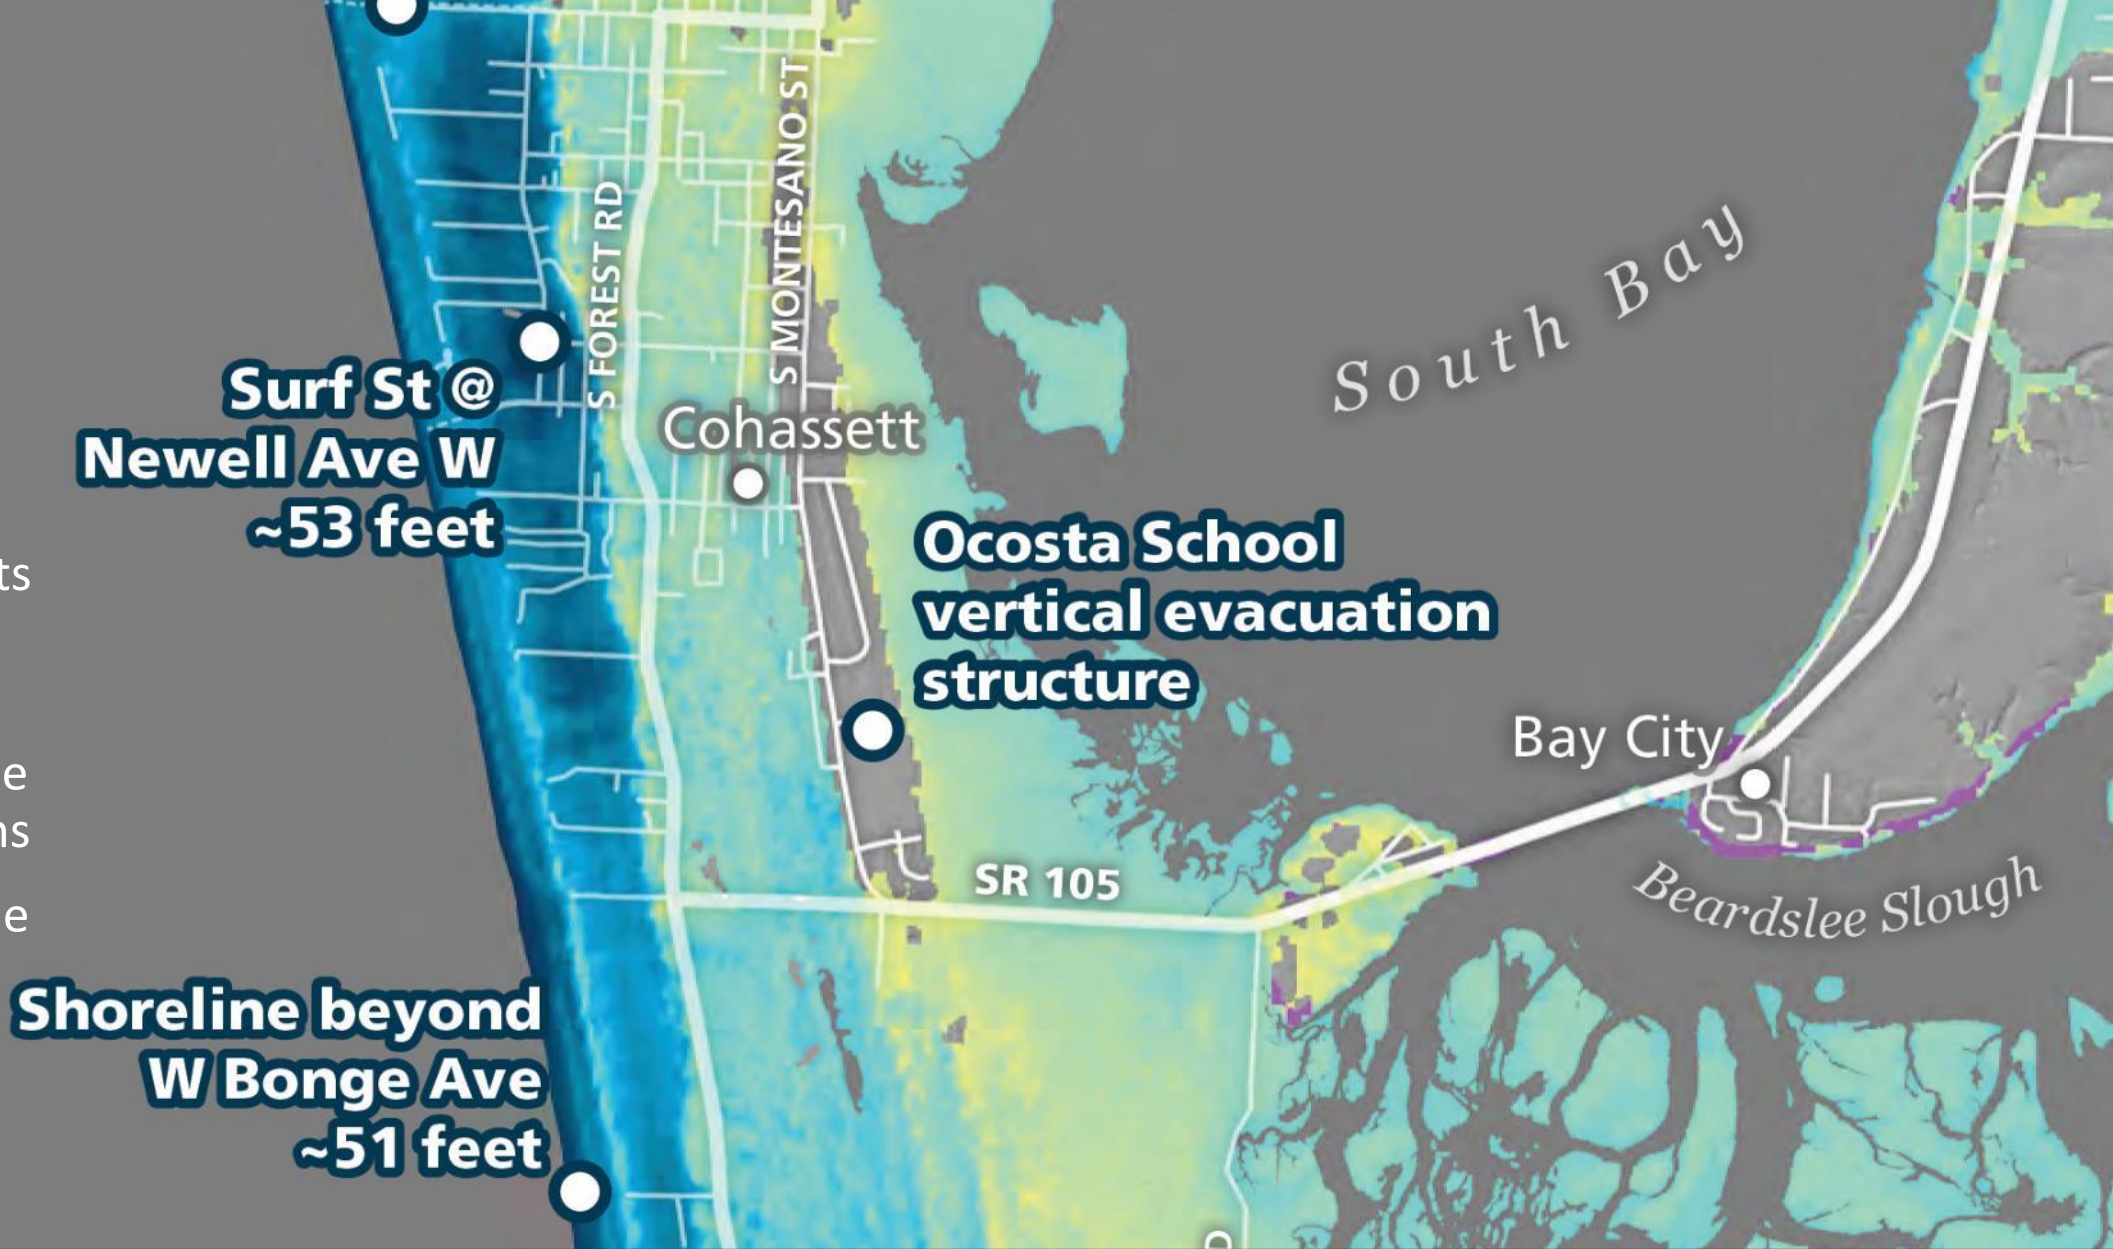 S MONTESANO ST
S FOREST RD
South Bay
Surf St @
Newell Ave W
~53 feet
Cohassett
Ocosta School
vertical evacuation
structure
Bay City
SR 105
Beardslee Slough
Shoreline beyond
W Bonge Ave
~51 feet